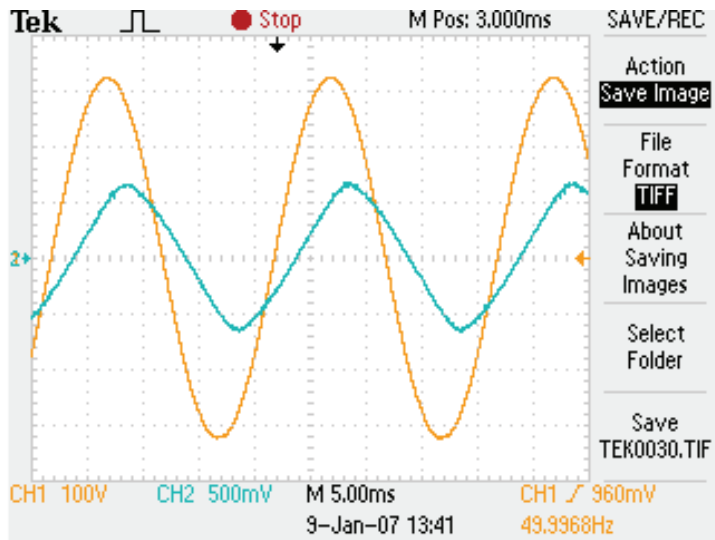 Tek Stop M Pos: 3.000ms SAVE/REC
Action
Save Image
File
Format
TIFF
2
About
Saving
Images
Select
Folder
Save
TEK0030.TIF
CH1 100V CH2 500mV M 5.00ms CH1 960mV
9-Jan-07 13:41 49.9968Hz